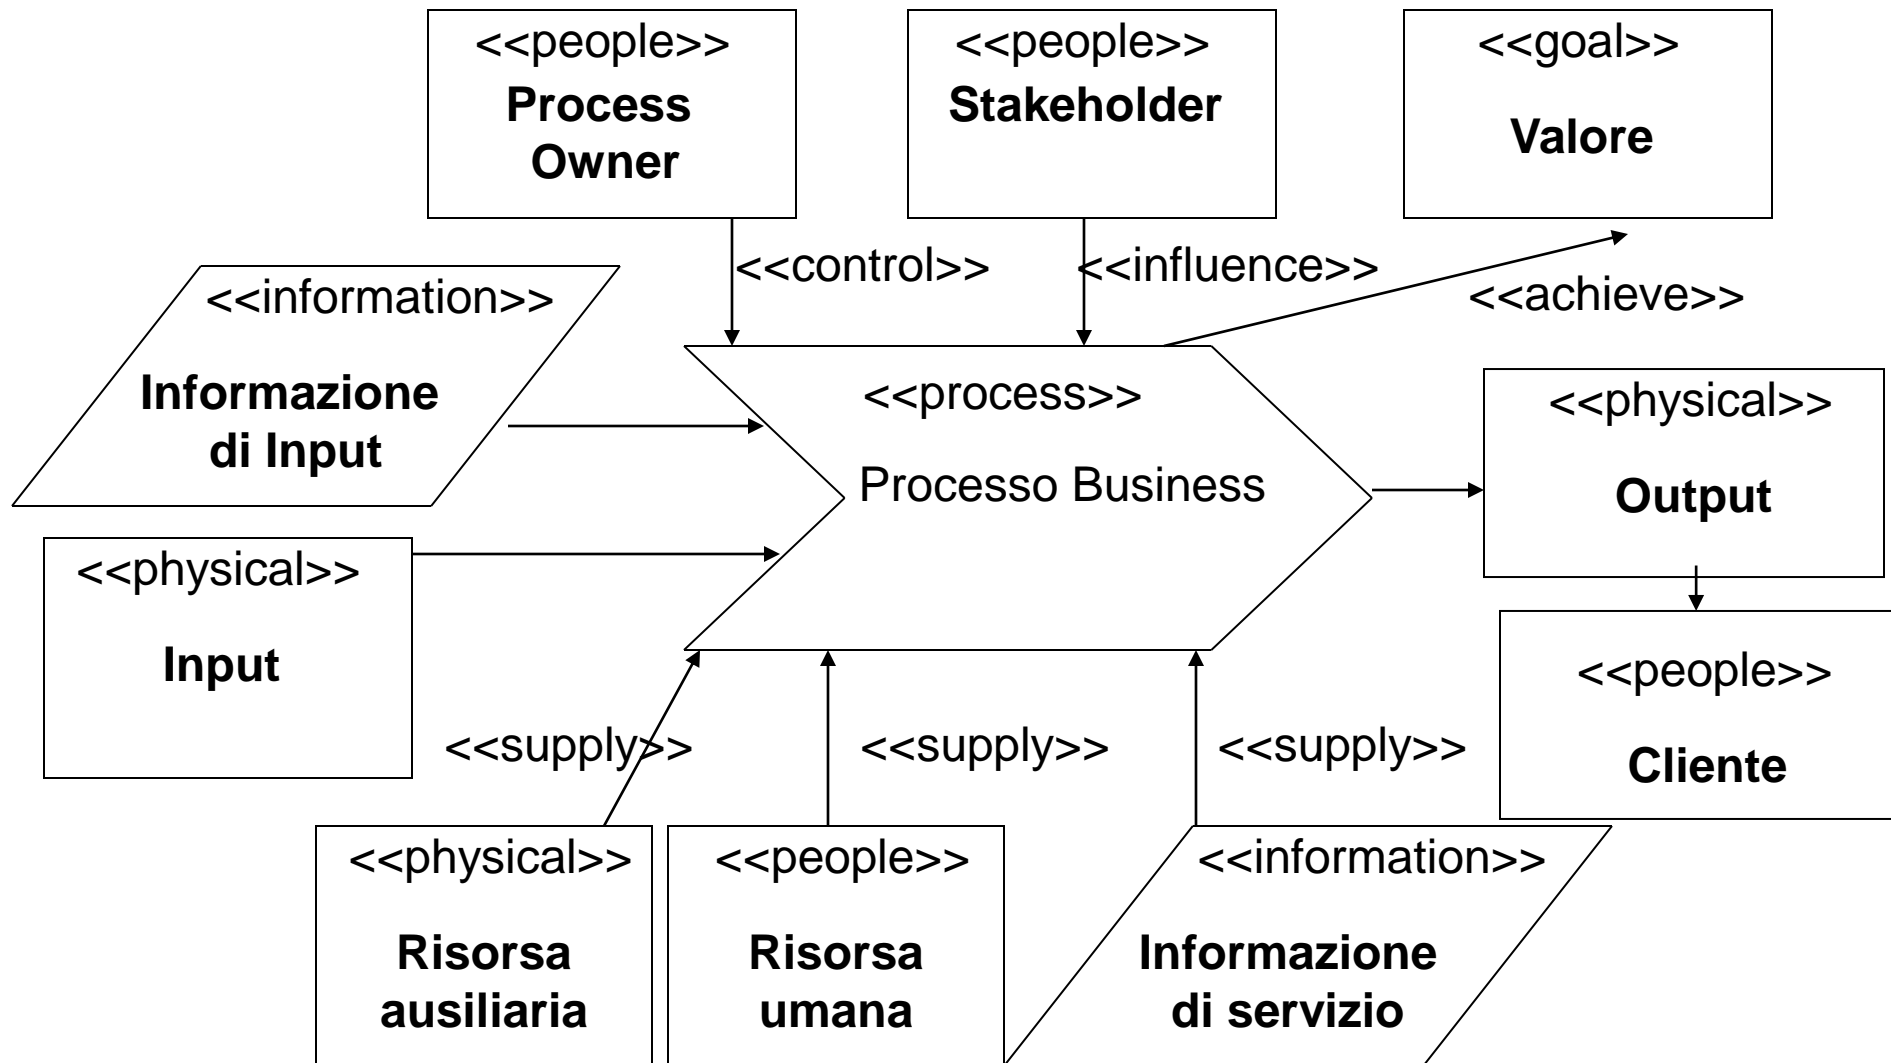 <<people>>
Process
Owner
<<people>>
Stakeholder
<<goal>>
Valore
<<control>>
<<influence>>
<<achieve>>
<<information>>
Informazione
di Input
<<process>>
Processo Business
<<physical>>
Output
<<physical>>
Input
<<people>>
Cliente
<<supply>>
<<supply>>
<<supply>>
<<physical>>
Risorsa
ausiliaria
<<people>>
Risorsa
umana
<<information>>
Informazione
di servizio